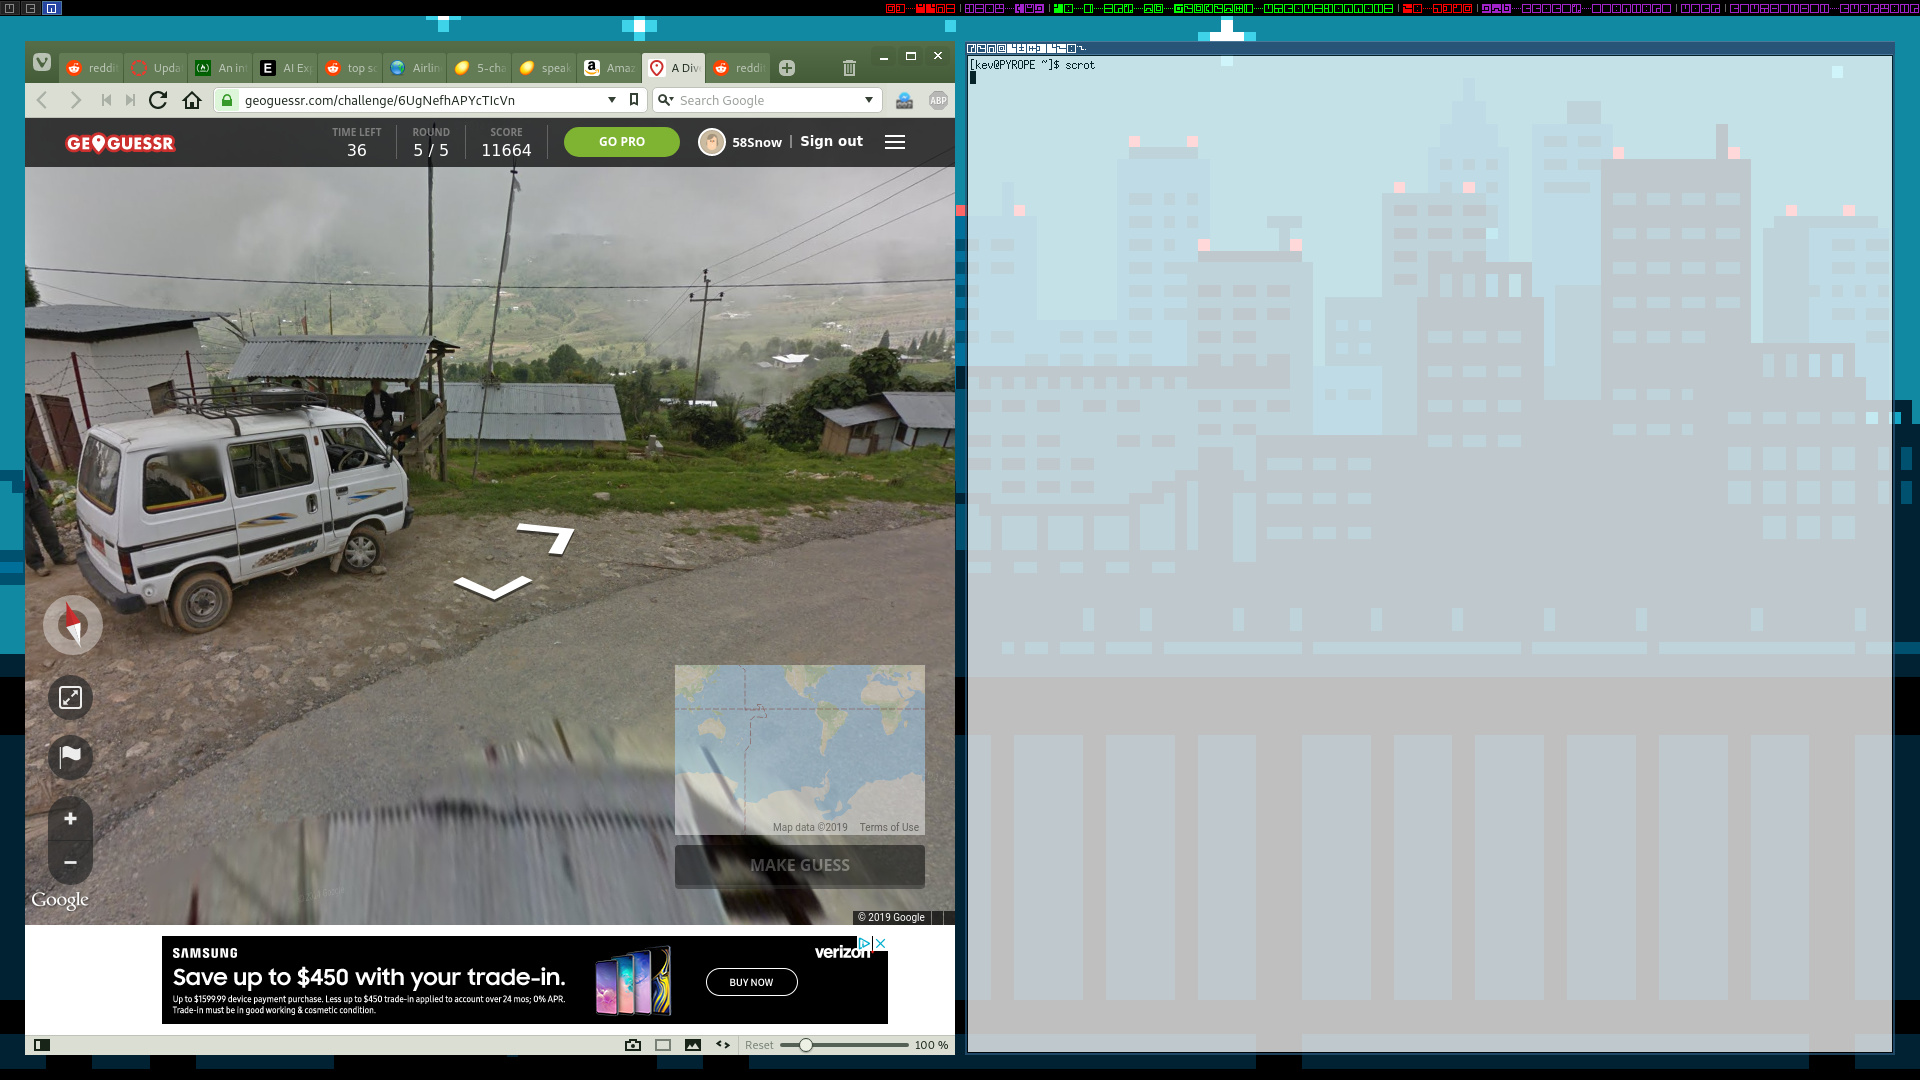 reddi
Upda
An in
AI Exp
top sc
Airlin
5-cha
speak
Amaz
A Div
reddi
geoguessr.com/challenge/6UgNefhAPYcTIcVn
Search Google
ABP
GEOGUESSR
TIME LEFT
36
ROUND
5 / 5
SCORE
11664
GO PRO
58Snow
Sign out
[kev@PYROPE ~]$ scrot
Map data ©2019
Terms of Use
MAKE GUESS
Google
© 2019 Google
SAMSUNG
Save up to $450 with your trade-in.
Up to $1599.99 device payment purchase. Less up to $450 trade-in applied to account over 24 mos; 0% APR.
Trade-in must be in good working & cosmetic condition.
BUY NOW
verizon
Reset
100 %